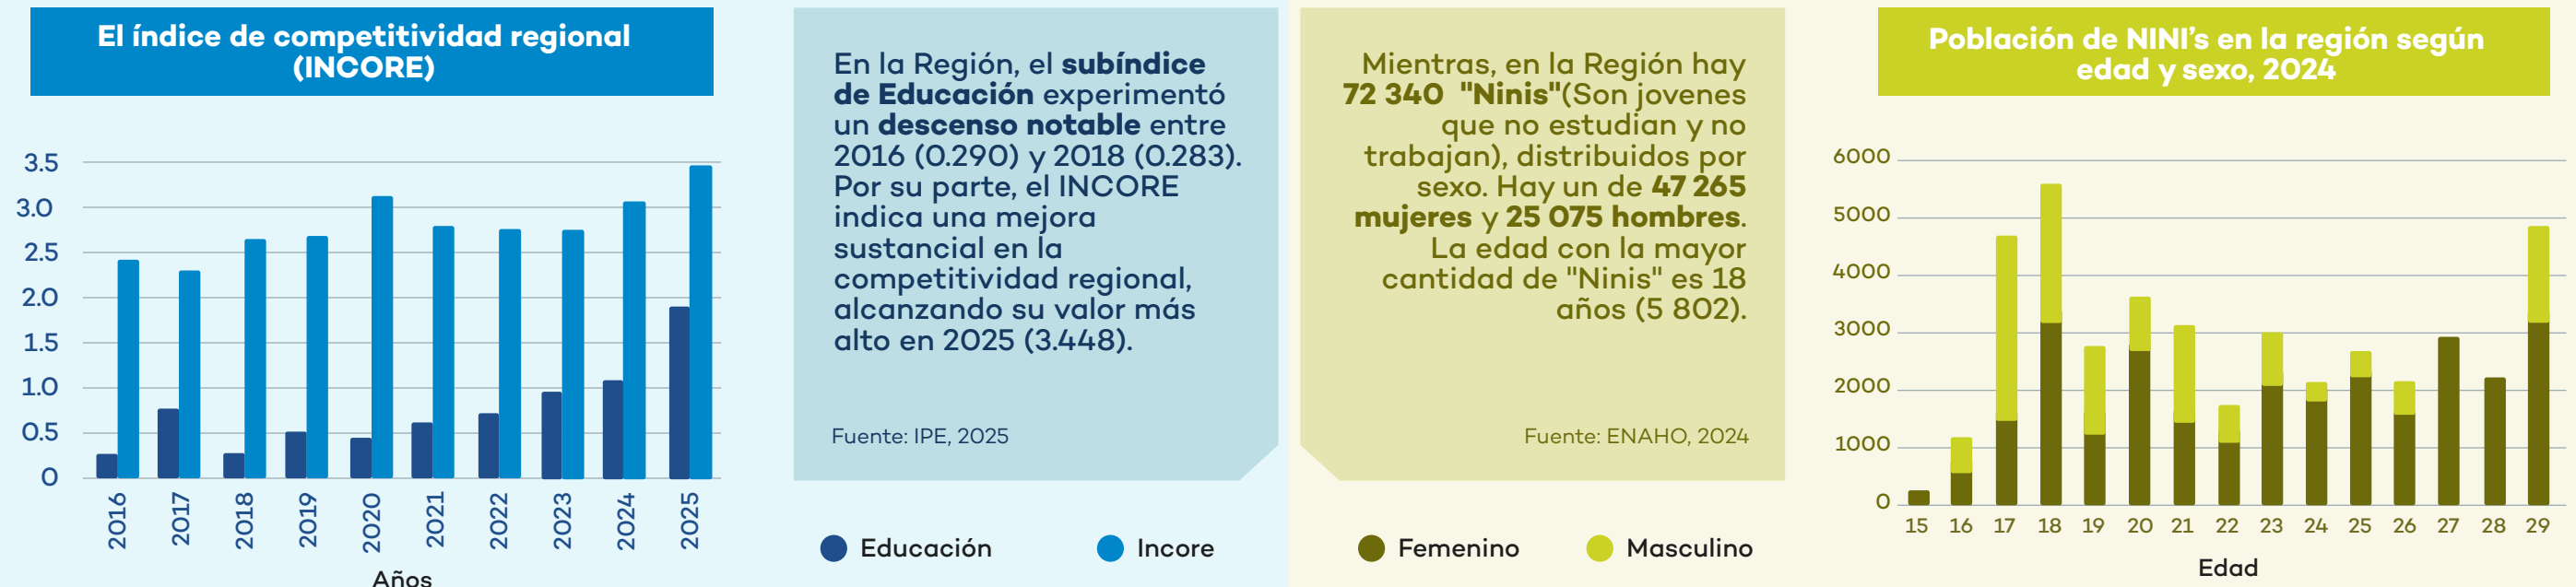 El índice de competitividad regional
(INCORE)
3.5
3.0
2.5
2.0
1.5
1.0
0.5
0
2016
2017
2018
2019
2020
2021
2022
2023
2024
2025
Años
En la Región, el subíndice
de Educación experimentó
un descenso notable entre
2016 (0.290) y 2018 (0.283).
Por su parte, el INCORE
indica una mejora
sustancial en la
competitividad regional,
alcanzando su valor más
alto en 2025 (3.448).
Fuente: IPE, 2025
Educación
Incore
Mientras, en la Región hay
72 340 "Ninis"(Son jovenes
que no estudian y no
trabajan), distribuidos por
sexo. Hay un de 47 265
mujeres y 25 075 hombres.
La edad con la mayor
cantidad de "Ninis" es 18
años (5 802).
Fuente: ENAHO, 2024
Femenino
Masculino
Población de NINI's en la región según
edad y sexo, 2024
6000
5000
4000
3000
2000
1000
0
15
16
17
18
19
20
21
22
23
24
25
26
27
28
29
Edad